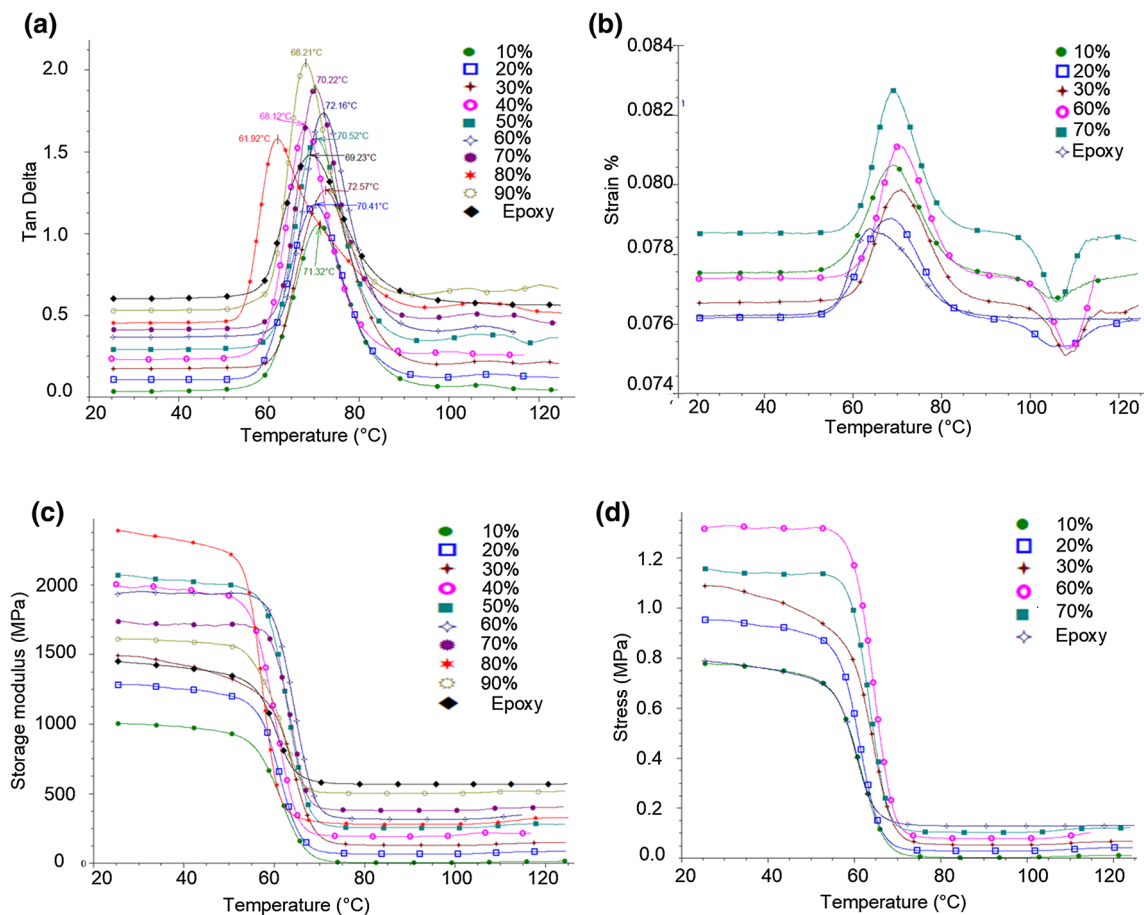 (a)
Tan Delta
2.0
1.5
1.0
0.5
0.0
20
40
60
80
100
120
Temperature (°C)
68.21°C
70.22°C
72.16°C
68.12°C
70.52°C
61.92°C
69.23°C
72.57°C
70.41°C
71.32°C
10%
20%
30%
40%
50%
60%
70%
80%
90%
Epoxy
(b)
Strain %
0.084
0.082
0.080
0.078
0.076
0.074
20
40
60
80
100
120
Temperature (°C)
10%
20%
30%
60%
70%
Epoxy
(c)
Storage modulus (MPa)
2000
1500
1000
500
0
0
20
40
60
80
100
120
Temperature (°C)
10%
20%
30%
40%
50%
60%
70%
80%
90%
Epoxy
(d)
Stress (MPa)
1.2
1.0
0.8
0.6
0.4
0.2
0.0
20
40
60
80
100
120
Temperature (°C)
10%
20%
30%
60%
70%
Epoxy